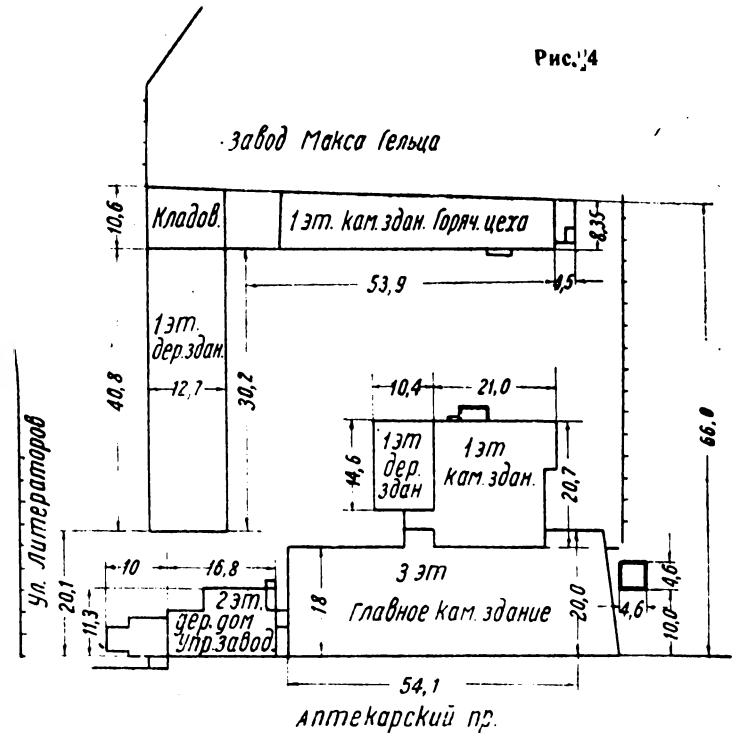 Рис. 4
Завод Макса Гельца
10,6
Кладов.
1 эт. кам. здан. Горяч. цеха
8,35
53,9
4,5
1 эт.
дер. здан.
12,7
40,8
30,2
10,4
21,0
66,0
14,6
1 эт
дер.
здан
1 эт
кам. здан.
20,7
Ул. Литераторов
20,1
10
16,8
11,3
2 эт.
дер. дом
Упр. завод.
18
3 эт
Главное кам. здание
20,0
4,6
4,6
10,0
54,1
Аптекарский пр.